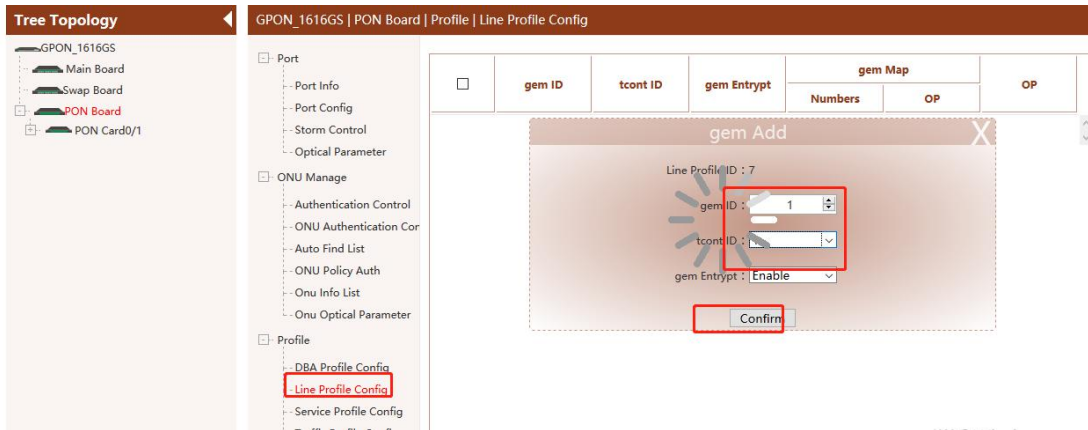 Tree Topology
GPON_1616GS
Main Board
Swap Board
PON Board
PON Card0/1
GPON_1616GS | PON Board | Profile | Line Profile Config
Port
Port Info
Port Config
Storm Control
Optical Parameter
ONU Manage
Authentication Control
ONU Authentication Cor
Auto Find List
ONU Policy Auth
Onu Info List
Onu Optical Parameter
Profile
DBA Profile Config
Line Profile Config
Service Profile Config
gem ID
tcont ID
gem Entrypt
gem Map
Numbers
OP
OP
gem Add
X
Line Profile ID : 7
gem ID : 1
tcont ID :
gem Entrypt : Enable
Confirm